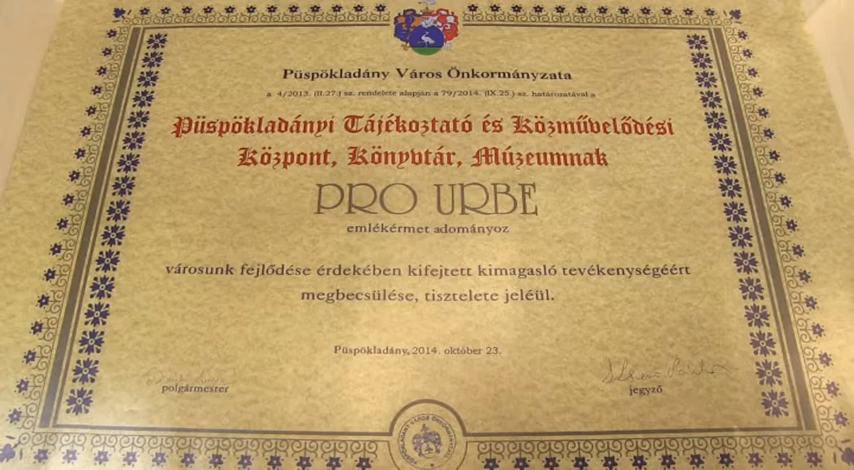 Püspökladány Város Önkormányzata
a 4/2013. (II.27.) sz. rendelete alapján a 79/2014. (IX.25.) sz. határozatával a
Püspökladányi Tájékoztató és Közművelődési
Központ, Könyvtár, Múzeumnak
PRO URBE
emlékérmet adományoz
városunk fejlődése érdekében kifejtett kimagasló tevékenységéért
megbecsülése, tisztelete jeléül.
Püspökladány, 2014. október 23.
polgármester
jegyző